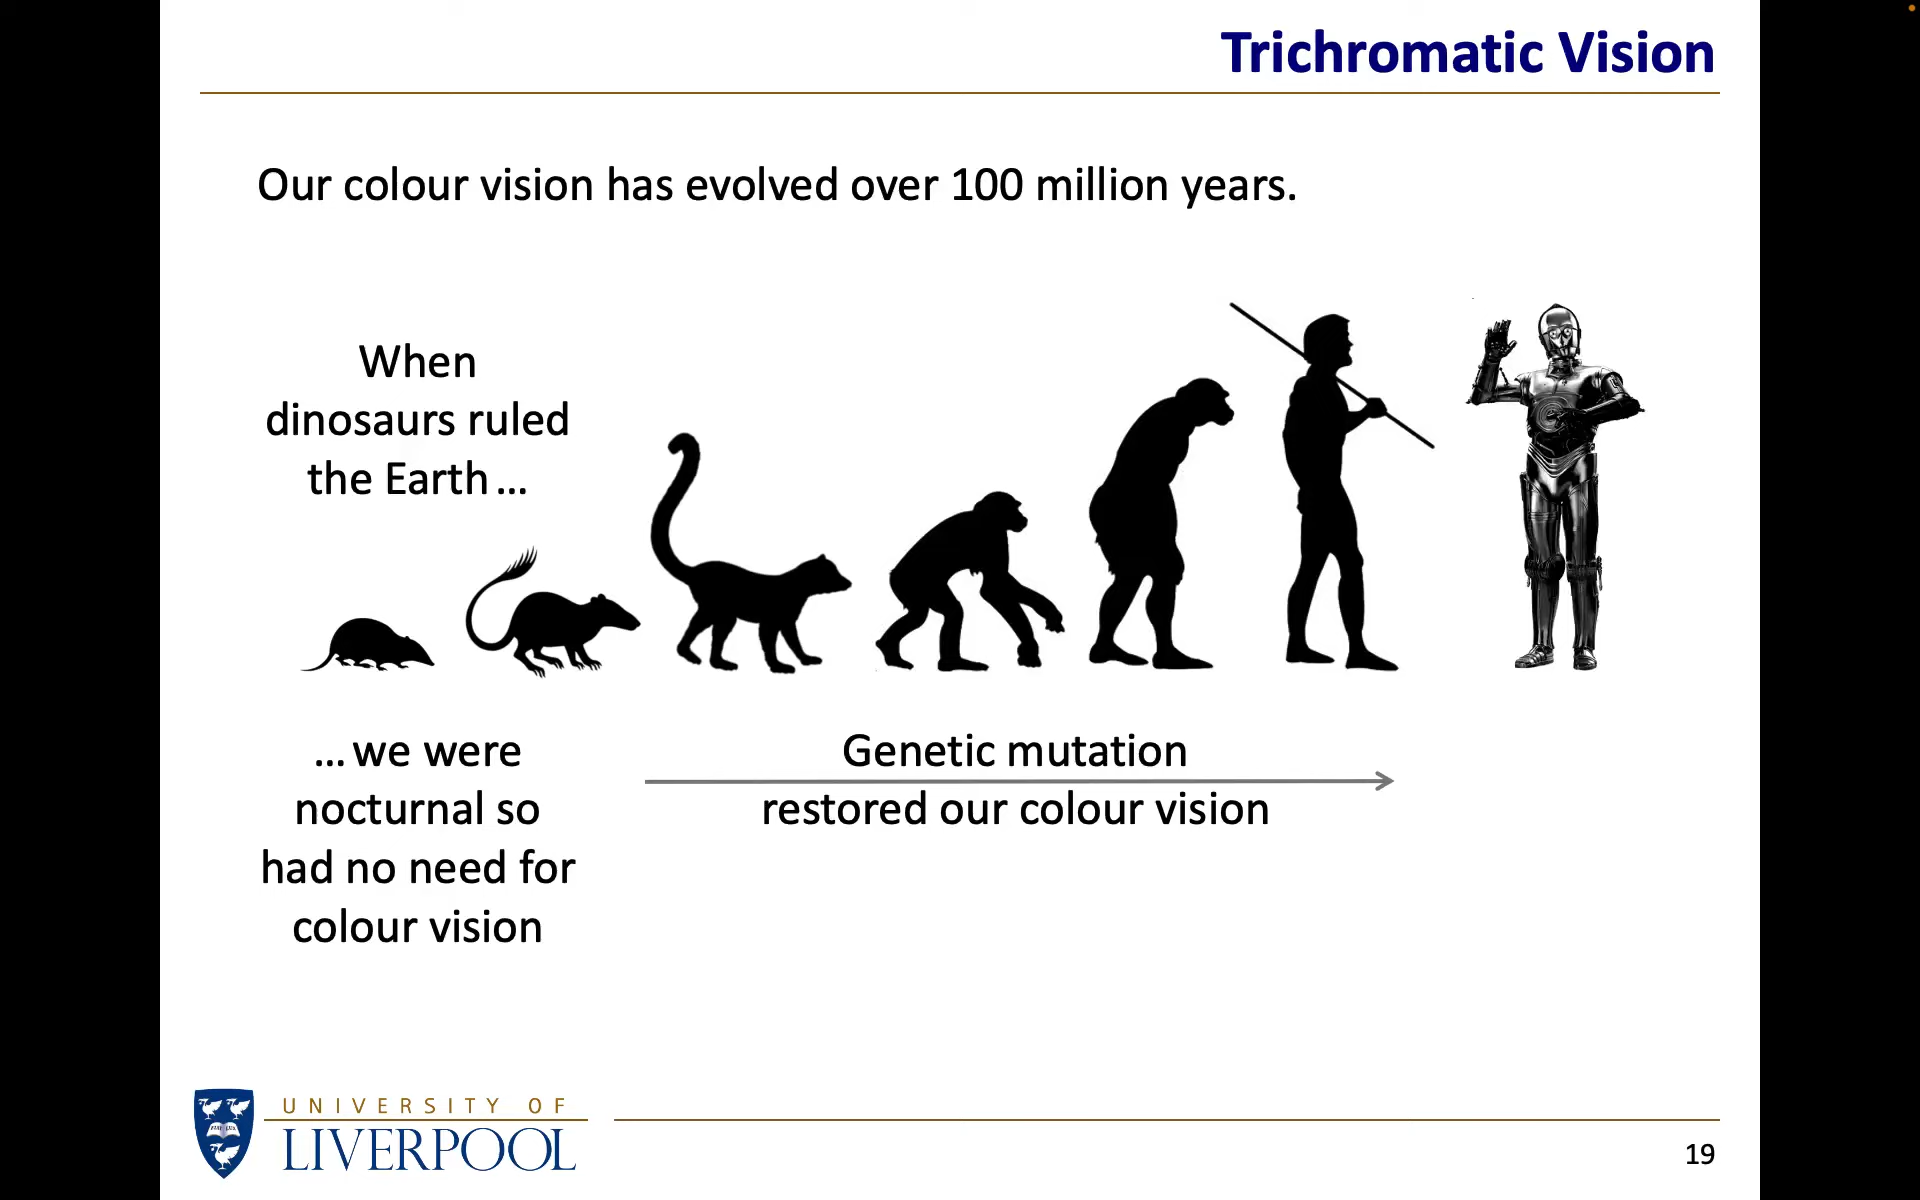 Trichromatic Vision
Our colour vision has evolved over 100 million years.
When
dinosaurs ruled
the Earth...
...we were
nocturnal so
had no need for
colour vision
Genetic mutation
restored our colour vision
UNIVERSITY OF
LIVERPOOL
19